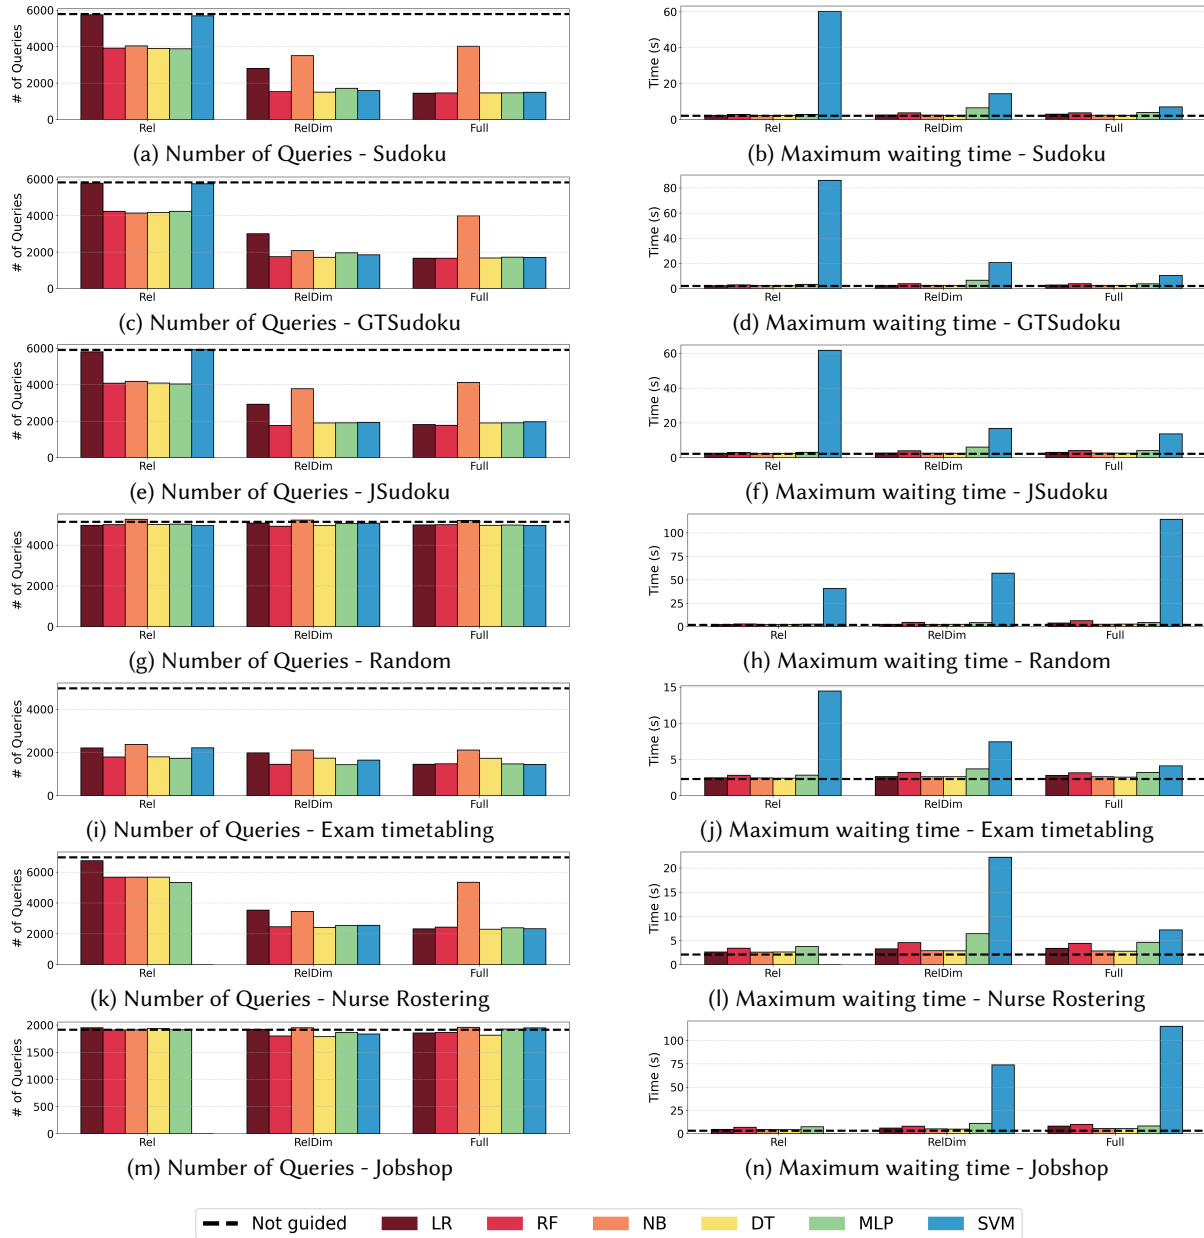 # of Queries
6000
4000
2000
0
Rel
RelDim
Full
(a) Number of Queries - Sudoku
Time (s)
60
40
20
0
Rel
RelDim
Full
(b) Maximum waiting time - Sudoku
# of Queries
6000
4000
2000
0
Rel
RelDim
Full
(c) Number of Queries - GTSudoku
Time (s)
80
60
40
20
0
Rel
RelDim
Full
(d) Maximum waiting time - GTSudoku
# of Queries
6000
4000
2000
0
Rel
RelDim
Full
(e) Number of Queries - JSudoku
Time (s)
60
40
20
0
Rel
RelDim
Full
(f) Maximum waiting time - JSudoku
# of Queries
4000
2000
0
Rel
RelDim
Full
(g) Number of Queries - Random
Time (s)
100
75
50
25
0
Rel
RelDim
Full
(h) Maximum waiting time - Random
# of Queries
4000
2000
0
Rel
RelDim
Full
(i) Number of Queries - Exam timetabling
Time (s)
15
10
5
0
Rel
RelDim
Full
(j) Maximum waiting time - Exam timetabling
# of Queries
6000
4000
2000
0
Rel
RelDim
Full
(k) Number of Queries - Nurse Rostering
Time (s)
20
15
10
5
0
Rel
RelDim
Full
(l) Maximum waiting time - Nurse Rostering
# of Queries
2000
1500
1000
500
0
Rel
RelDim
Full
(m) Number of Queries - Jobshop
Time (s)
100
75
50
25
0
Rel
RelDim
Full
(n) Maximum waiting time - Jobshop
Not guided LR RF NB DT MLP SVM